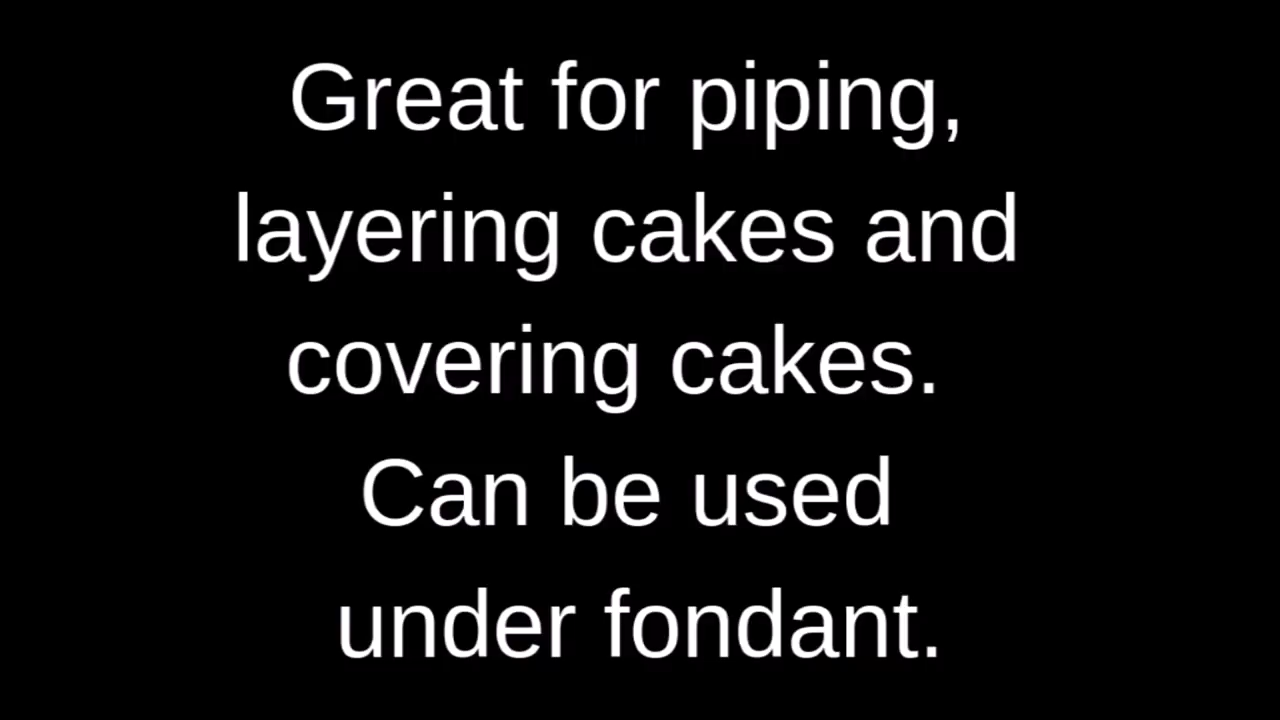 Great for piping,
layering cakes and
covering cakes.
Can be used
under fondant.